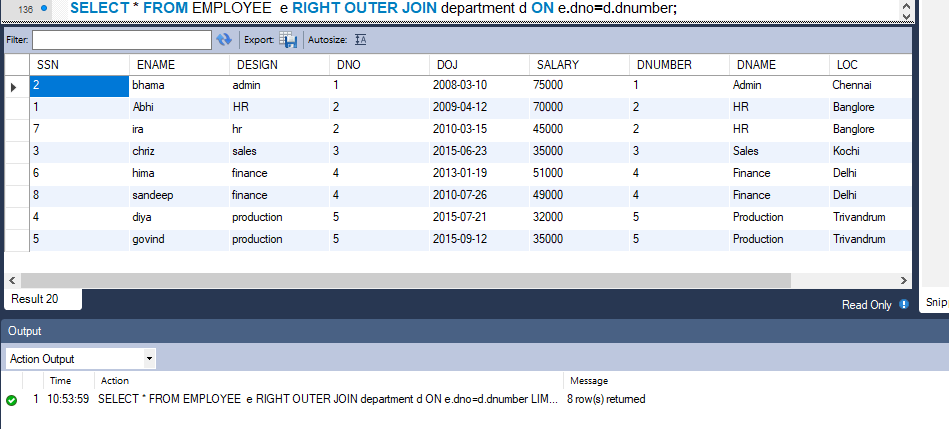 136 SELECT * FROM EMPLOYEE e RIGHT OUTER JOIN department d ON e.dno=d.dnumber;
Filter: Export: Autosize: IA
SSN ENAME DESIGN DNO DOJ SALARY DNUMBER DNAME LOC
2 bhama admin 1 2008-03-10 75000 1 Admin Chennai
1 Abhi HR 2 2009-04-12 70000 2 HR Banglore
7 ira hr 2 2010-03-15 45000 2 HR Banglore
3 chriz sales 3 2015-06-23 35000 3 Sales Kochi
6 hima finance 4 2013-01-19 51000 4 Finance Delhi
8 sandeep finance 4 2010-07-26 49000 4 Finance Delhi
4 diya production 5 2015-07-21 32000 5 Production Trivandrum
5 govind production 5 2015-09-12 35000 5 Production Trivandrum
Result 20 Read Only Snip
Output
Action Output
Time Action Message
1 10:53:59 SELECT * FROM EMPLOYEE e RIGHT OUTER JOIN department d ON e.dno=d.dnumber LIM... 8 row(s) returned